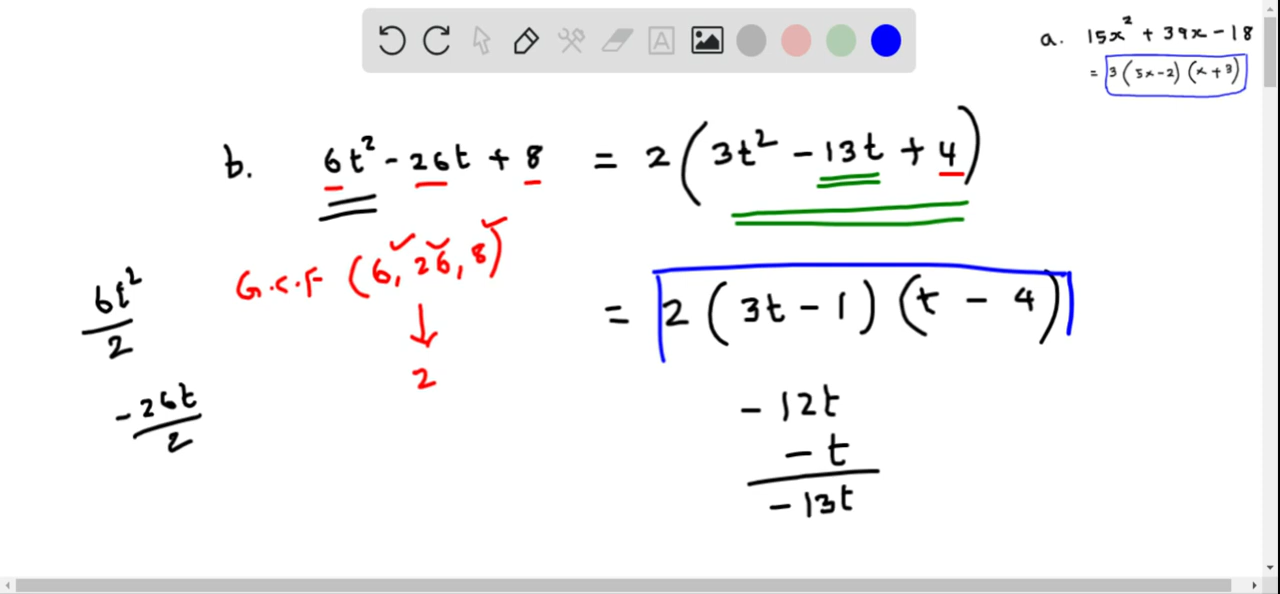 a. 15x² + 39x - 18
= 3 (5x-2) (x+3)
b. 6t² - 26t + 8 = 2 (3t² - 13t + 4)
G.C.F (6, 26, 8)
2
6t²
2
-26t
2
= 2 (3t - 1) (t - 4)
- 12t
- t
- 13t
A